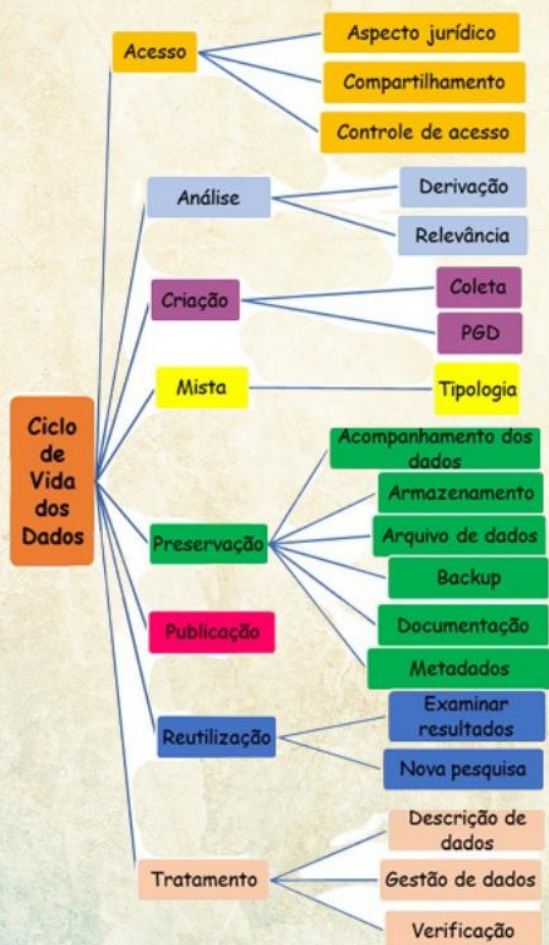 Ciclo
de
Vida
dos
Dados
Acesso
Aspecto jurídico
Compartilhamento
Controle de acesso
Análise
Derivação
Relevância
Criação
Coleta
PGD
Mista
Tipologia
Preservação
Acompanhamento dos
dados
Armazenamento
Arquivo de dados
Backup
Documentação
Metadados
Publicação
Reutilização
Examinar
resultados
Nova pesquisa
Tratamento
Descrição de
dados
Gestão de dados
Verificação